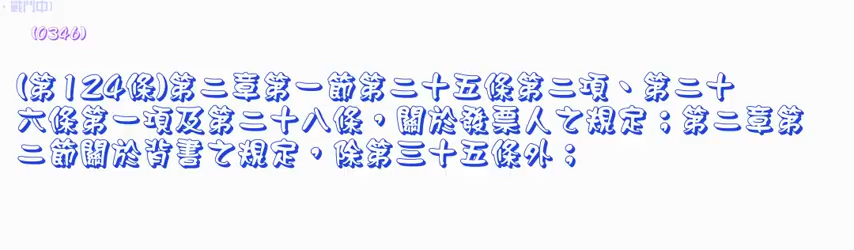 ·戰鬥中)
(0346)
(第124條)第二章第一節第二十五條第二項、第二十
六條第一項及第二十八條，關於發票人之規定；第二章第
二節關於背書之規定，除第三十五條外；